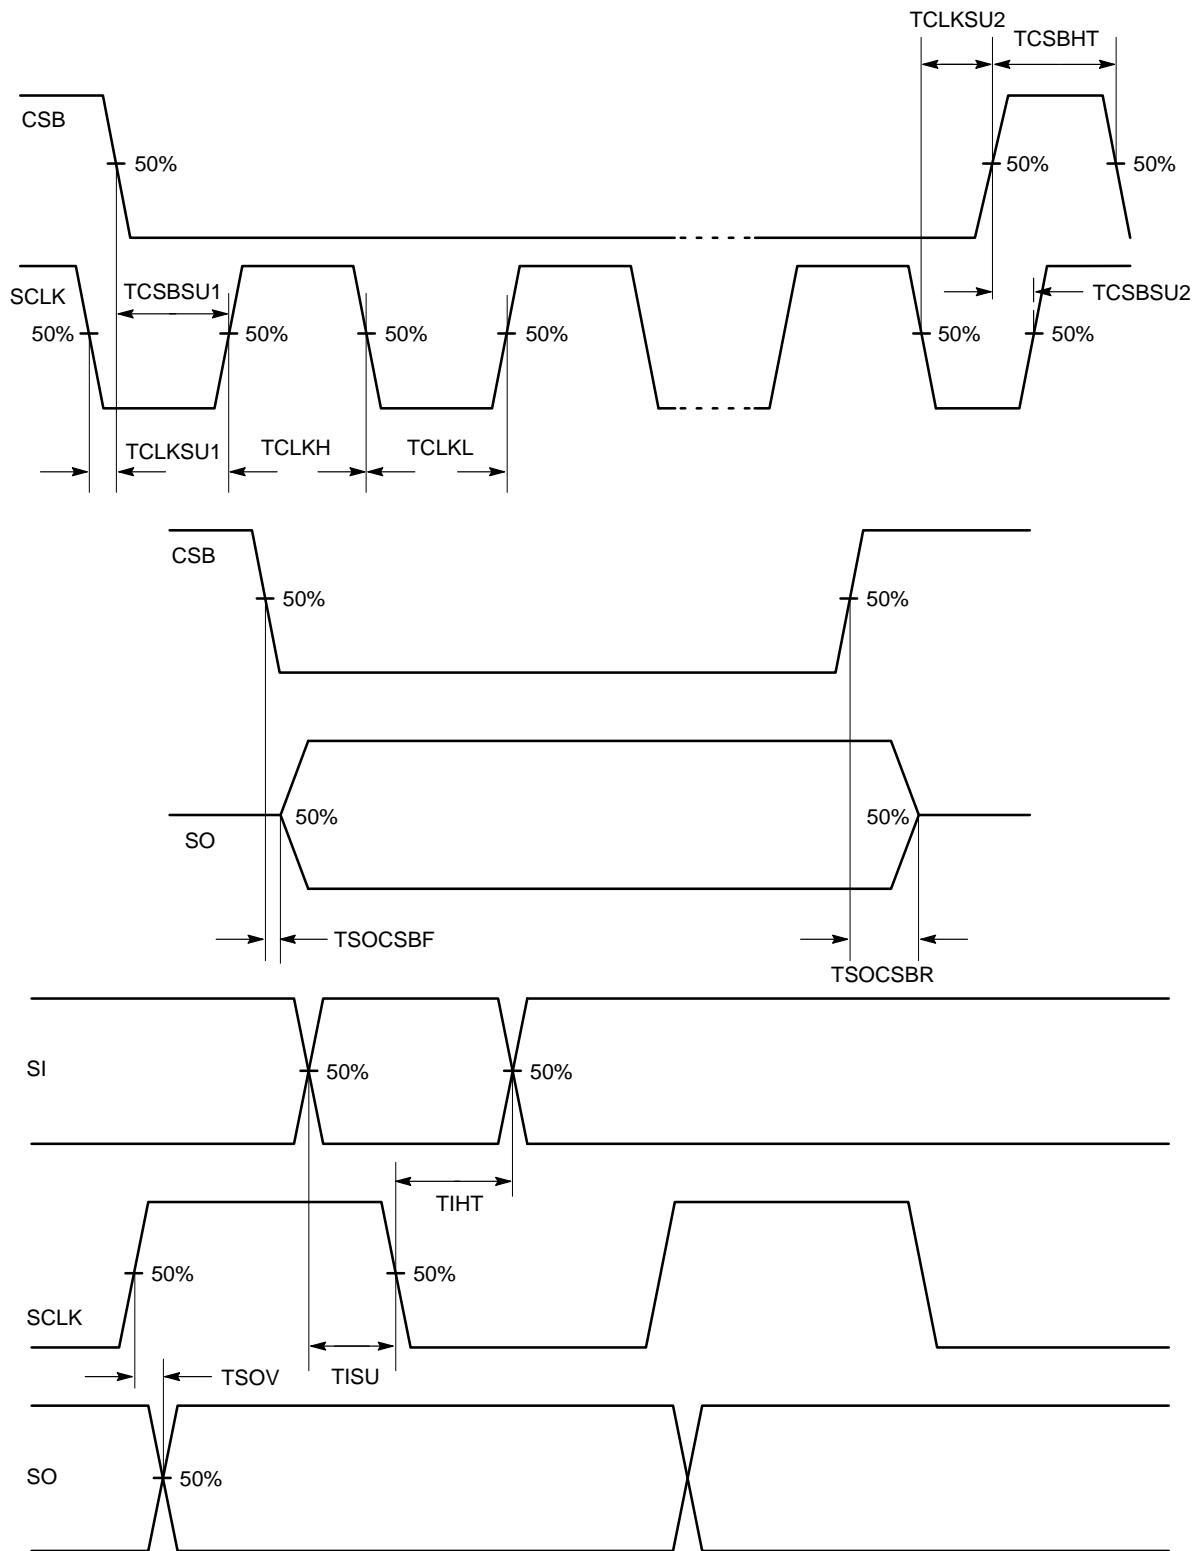 TCLKSU2
TCSBHT
CSB
50%
50%
50%
SCLK
TCSBSU1
TCSBSU2
50%
50%
50%
50%
50%
50%
TCLKSU1
TCLKH
TCLKL
CSB
50%
50%
50%
50%
SO
TSOCSBF
TSOCSBR
SI
50%
50%
TIHT
50%
50%
SCLK
TSOV
TISU
SO
50%